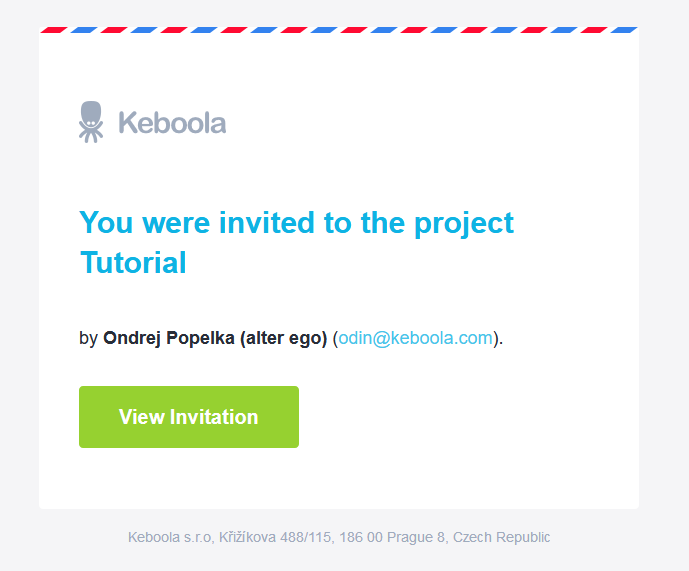 Keboola
You were invited to the project
Tutorial
by Ondrej Popelka (alter ego) (odin@keboola.com).
View Invitation
Keboola s.r.o, Křižíkova 488/115, 186 00 Prague 8, Czech Republic